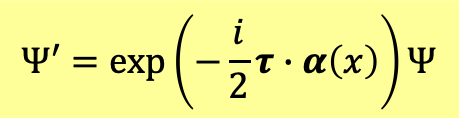 Ψ′ = exp(−i/2 𝝉 · 𝜶(x)) Ψ